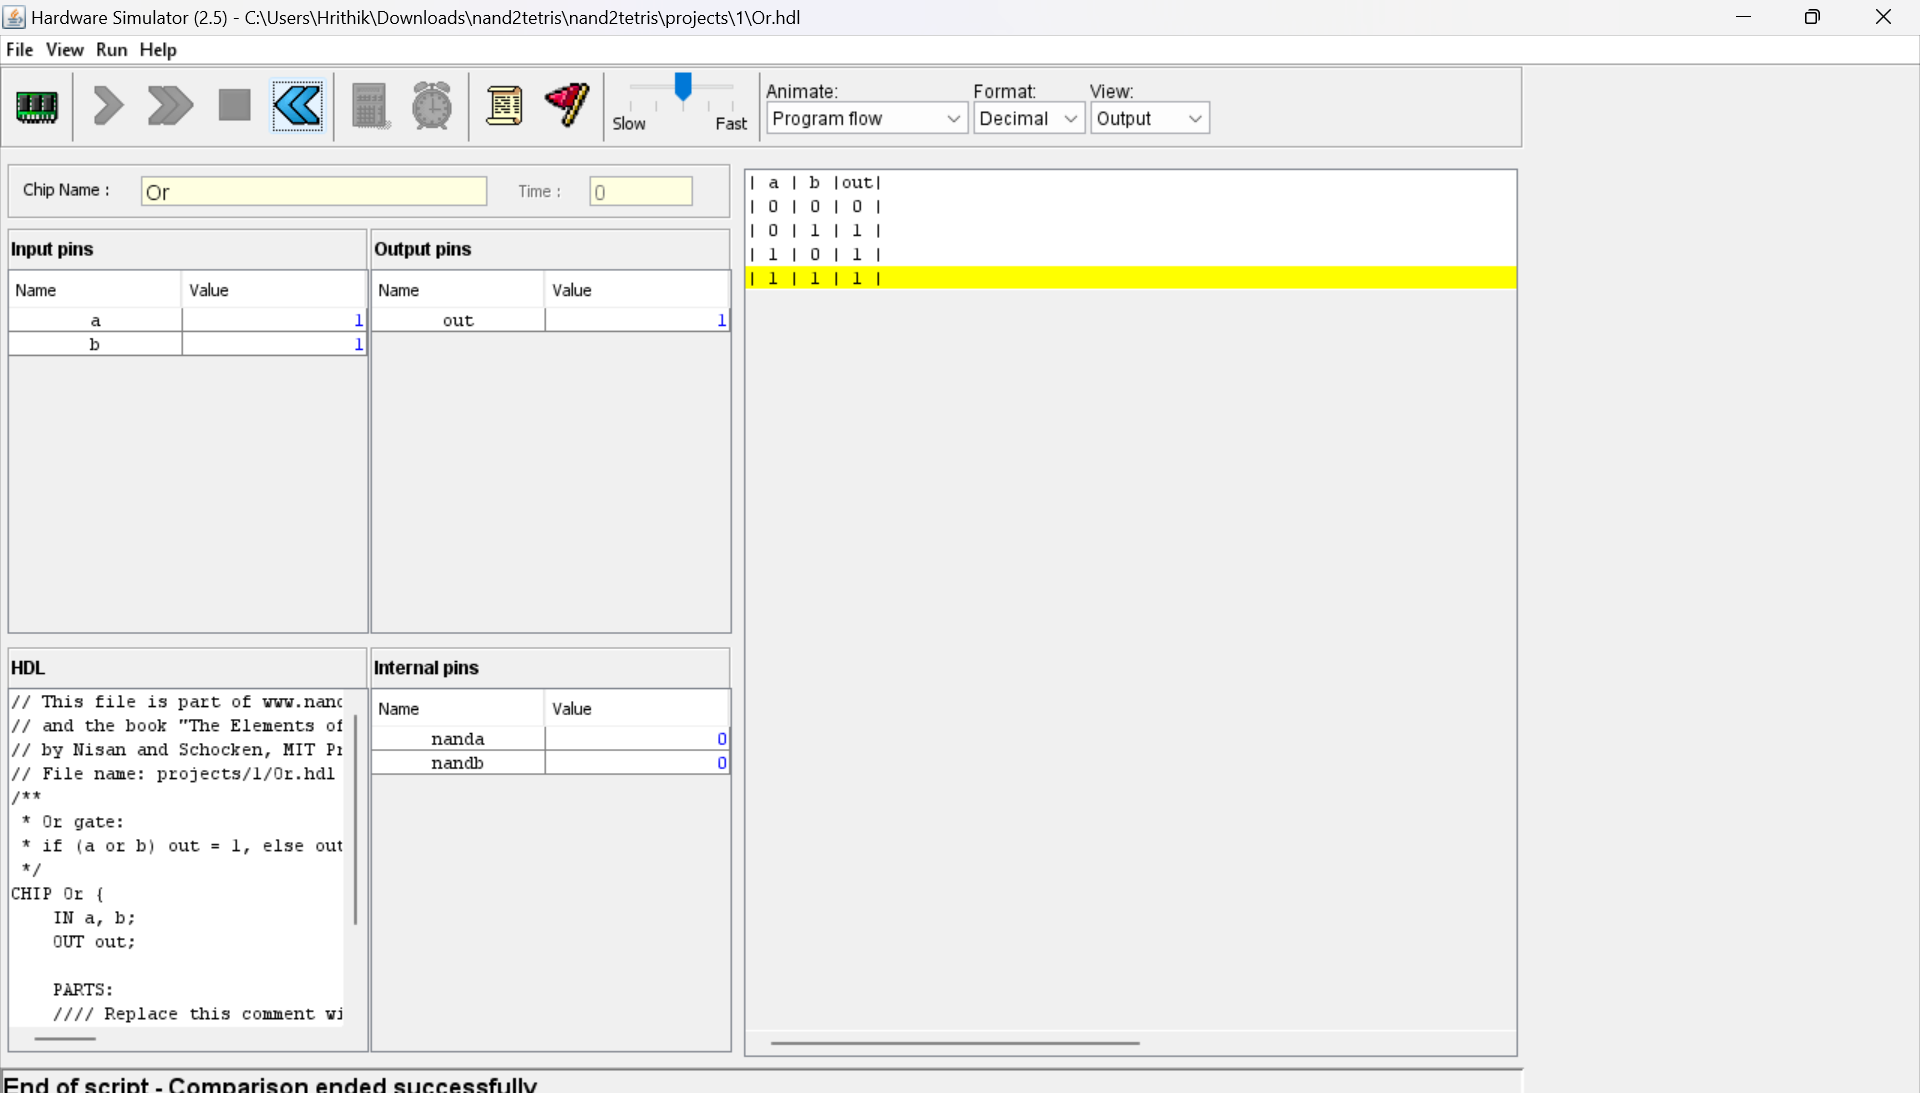 Hardware Simulator (2.5) - C:\Users\Hrithik\Downloads\nand2tetris\nand2tetris\projects\1\Or.hdl
File View Run Help
Slow Fast
Animate: Format: View:
Program flow Decimal Output
Chip Name : Or Time : 0
Input pins
Name Value
a 1
b 1
Output pins
Name Value
out 1
HDL
// This file is part of www.nand
// and the book "The Elements of
// by Nisan and Schocken, MIT Pr
// File name: projects/1/Or.hdl
/**
* Or gate:
* if (a or b) out = 1, else out
*/
CHIP Or {
IN a, b;
OUT out;
PARTS:
//// Replace this comment wi
Internal pins
Name Value
nanda 0
nandb 0
| a | b |out|
| 0 | 0 | 0 |
| 0 | 1 | 1 |
| 1 | 0 | 1 |
| 1 | 1 | 1 |
End of script - Comparison ended successfully